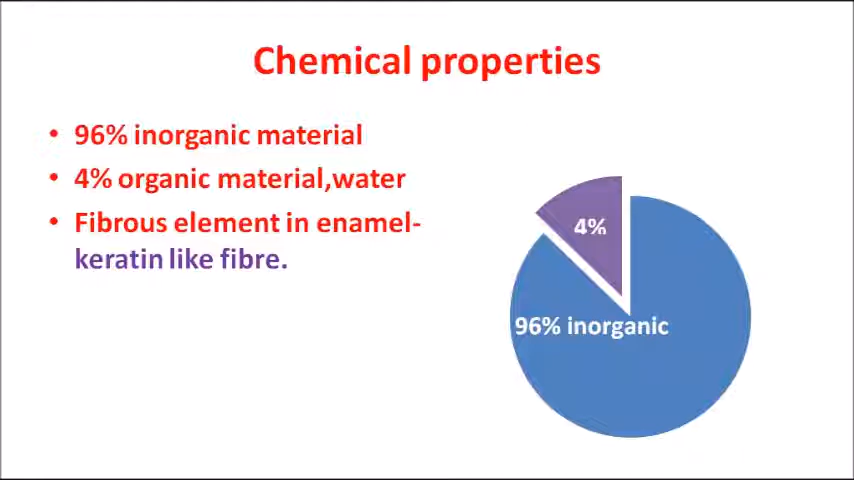 Chemical properties
• 96% inorganic material
• 4% organic material,water
• Fibrous element in enamel-
keratin like fibre.
4%
96% inorganic